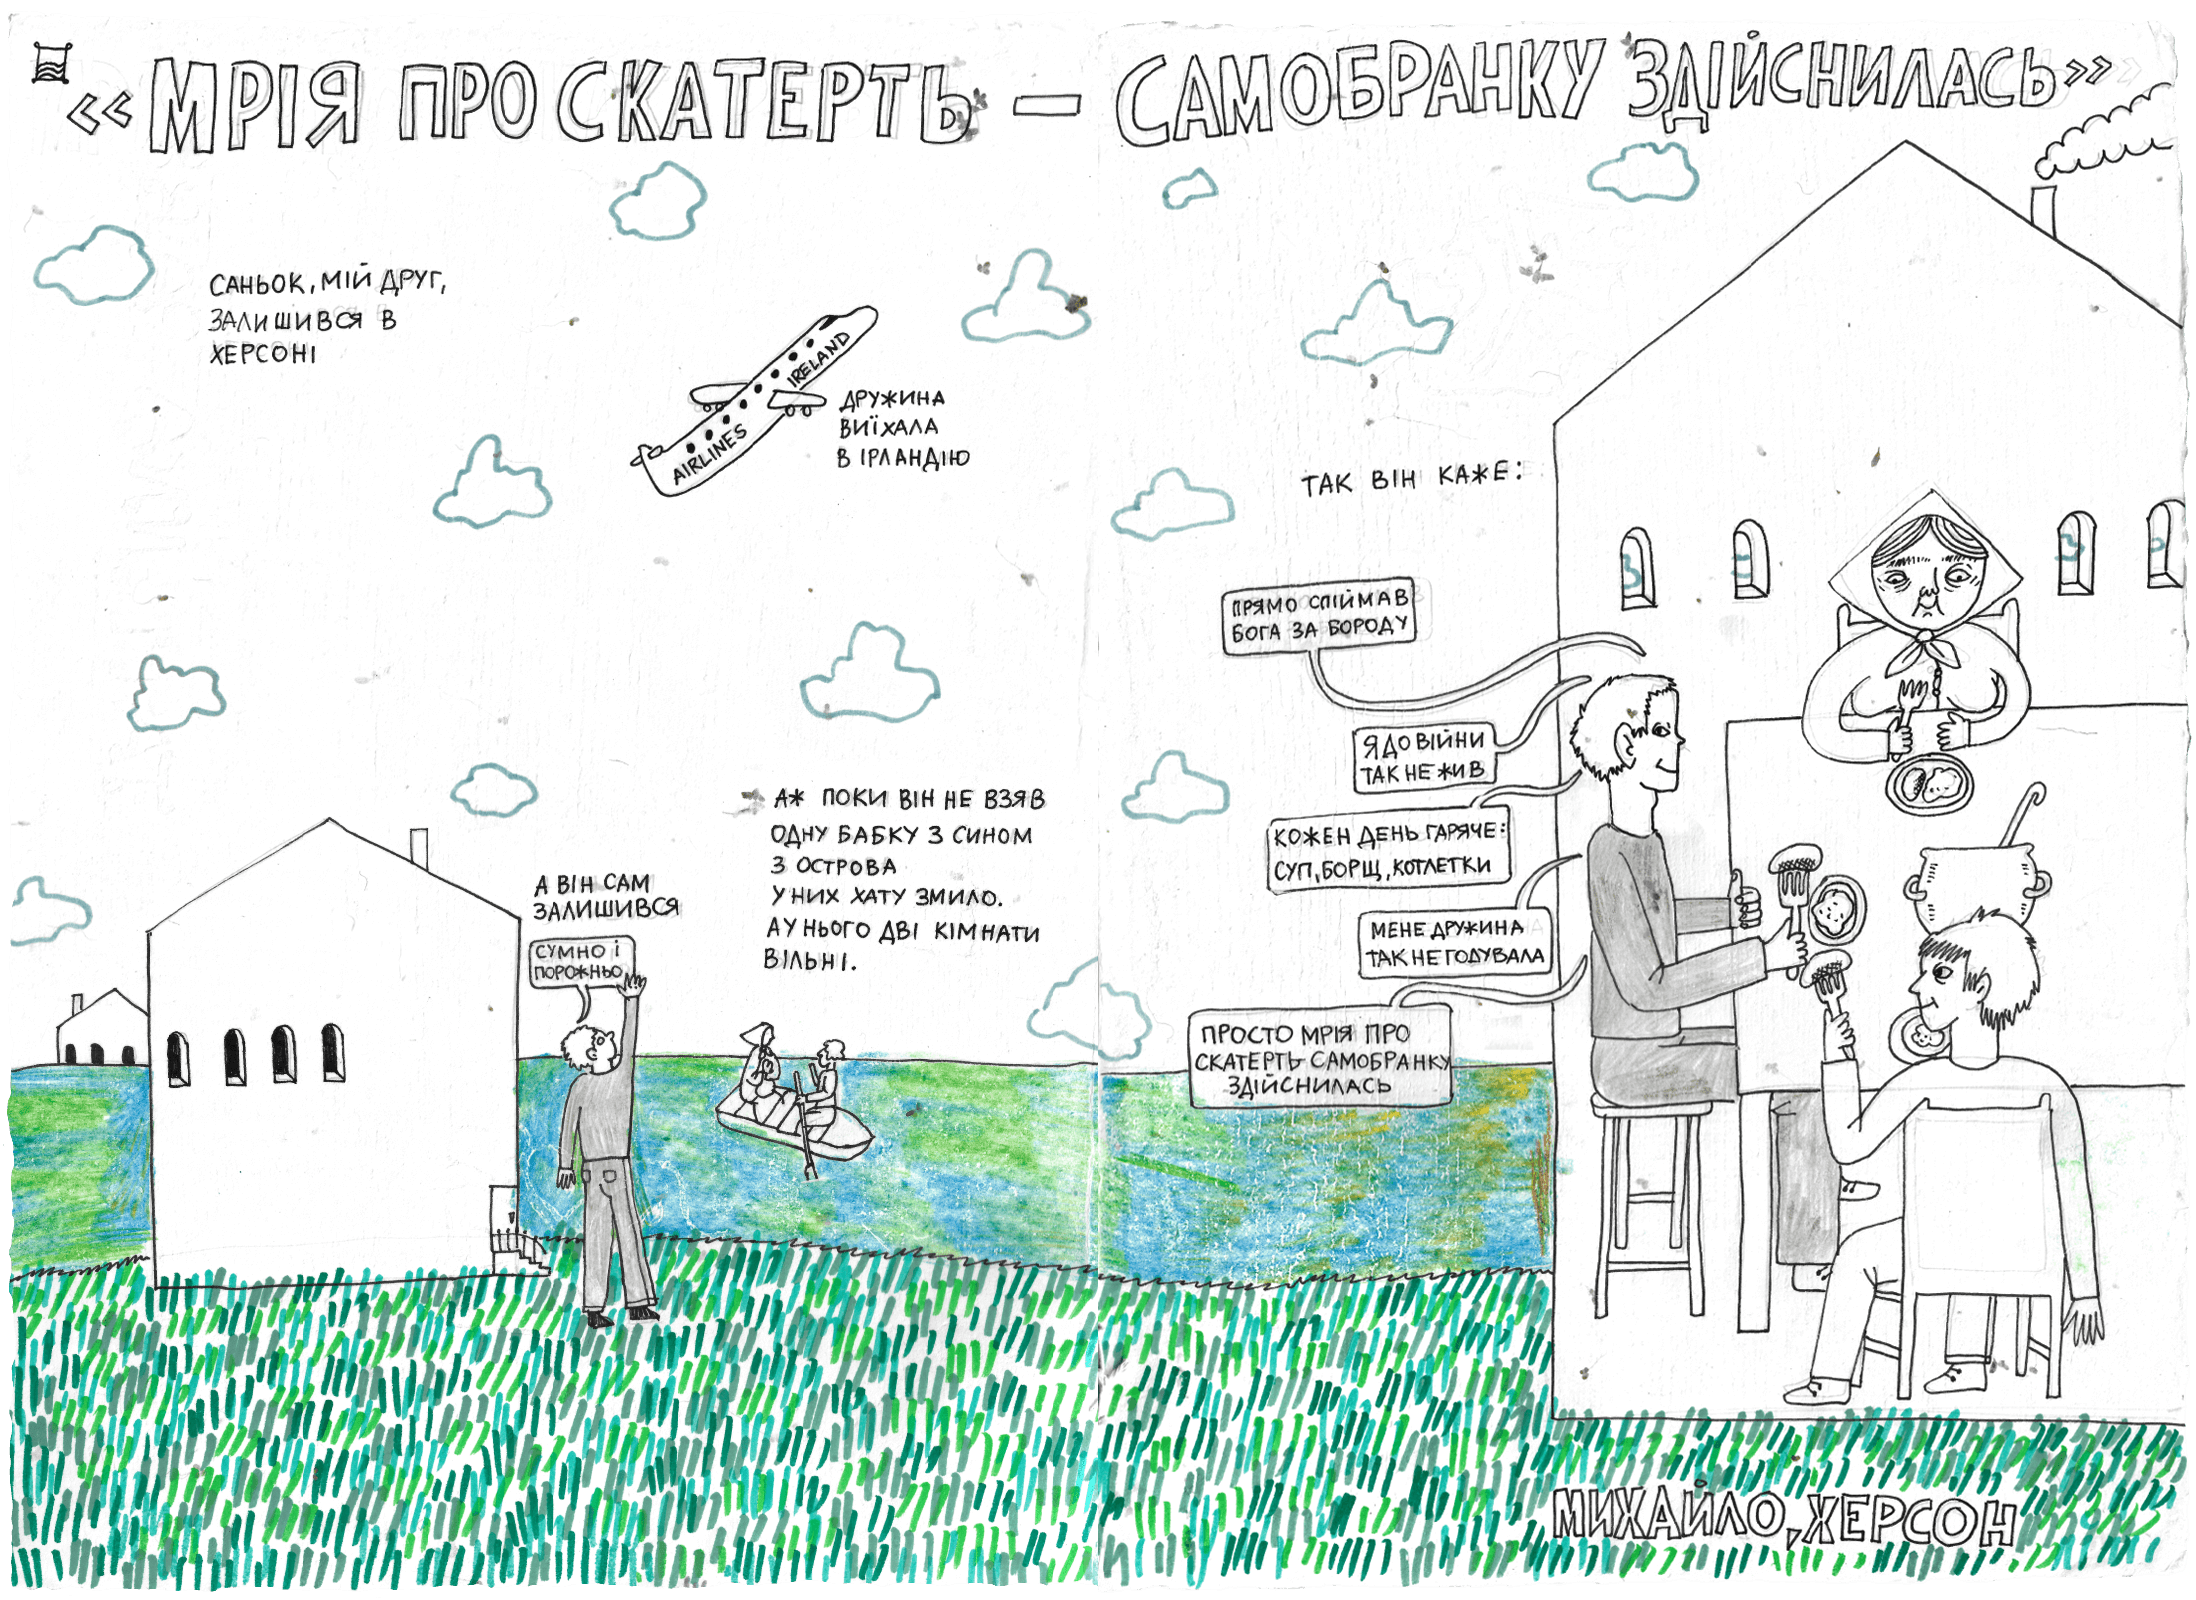 «МРІЯ ПРО СКАТЕРТЬ – САМОБРАНКУ ЗДІЙСНИЛАСЬ»
САНЬОК, МІЙ ДРУГ,
ЗАЛИШИВСЯ В
ХЕРСОНІ
IRELAND
AIRLINES
ДРУЖИНА
ВИЇХАЛА
В ІРЛАНДІЮ
А ВІН САМ
ЗАЛИШИВСЯ
СУМНО І
ПОРОЖНЬО
АЖ ПОКИ ВІН НЕ ВЗЯВ
ОДНУ БАБКУ З СИНОМ
З ОСТРОВА
У НИХ ХАТУ ЗМИЛО.
А У НЬОГО ДВІ КІМНАТИ
ВІЛЬНІ.
ТАК ВІН КАЖЕ:
ПРЯМО СПІЙМАВ
БОГА ЗА БОРОДУ
Я ДО ВІЙНИ
ТАК НЕ ЖИВ
КОЖЕН ДЕНЬ ГАРЯЧЕ:
СУП, БОРЩ, КОТЛЕТКИ
МЕНЕ ДРУЖИНА
ТАК НЕ ГОДУВАЛА
ПРОСТО МРІЯ ПРО
СКАТЕРТЬ САМОБРАНКУ
ЗДІЙСНИЛАСЬ
МИХАЙЛО, ХЕРСОН